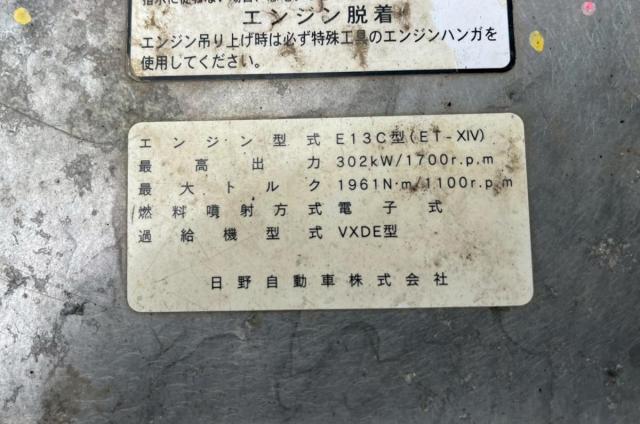 エンジン脱着
エンジン吊り上げ時は必ず特殊工具のエンジンハンガを
使用してください。
エンジン型式 E13C型(ET-XIV)
最高出力 302kW/1700r.p.m
最大トルク 1961N·m/1100r.p.m
燃料噴射方式 電子式
過給機型式 VXDE型
日野自動車株式会社